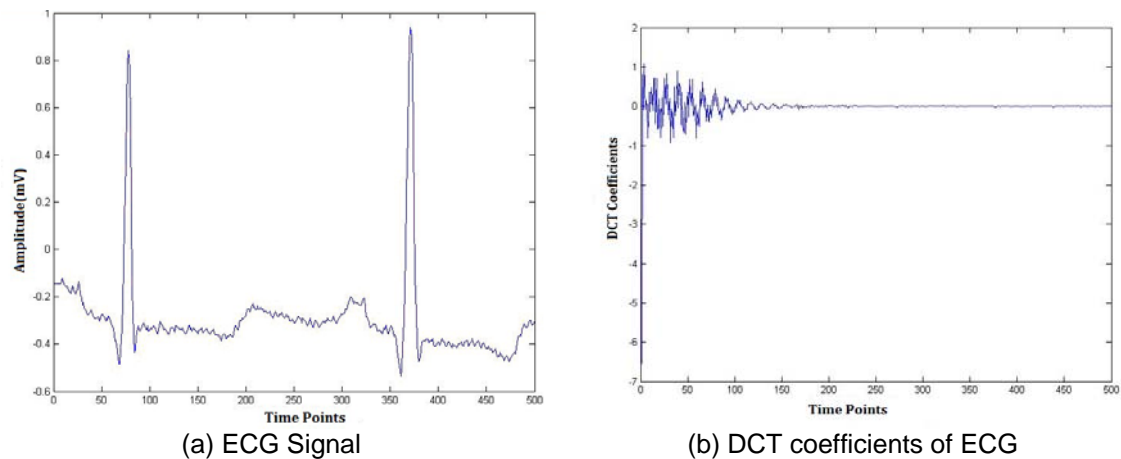 1
0.8
0.6
0.4
0.2
0
-0.2
-0.4
-0.6
Amplitude(mV)
0 50 100 150 200 250 300 350 400 450 500
Time Points
(a) ECG Signal
2
1
0
-1
-2
-3
-4
-5
-6
-7
DCT Coefficients
0 50 100 150 200 250 300 350 400 450 500
Time Points
(b) DCT coefficients of ECG